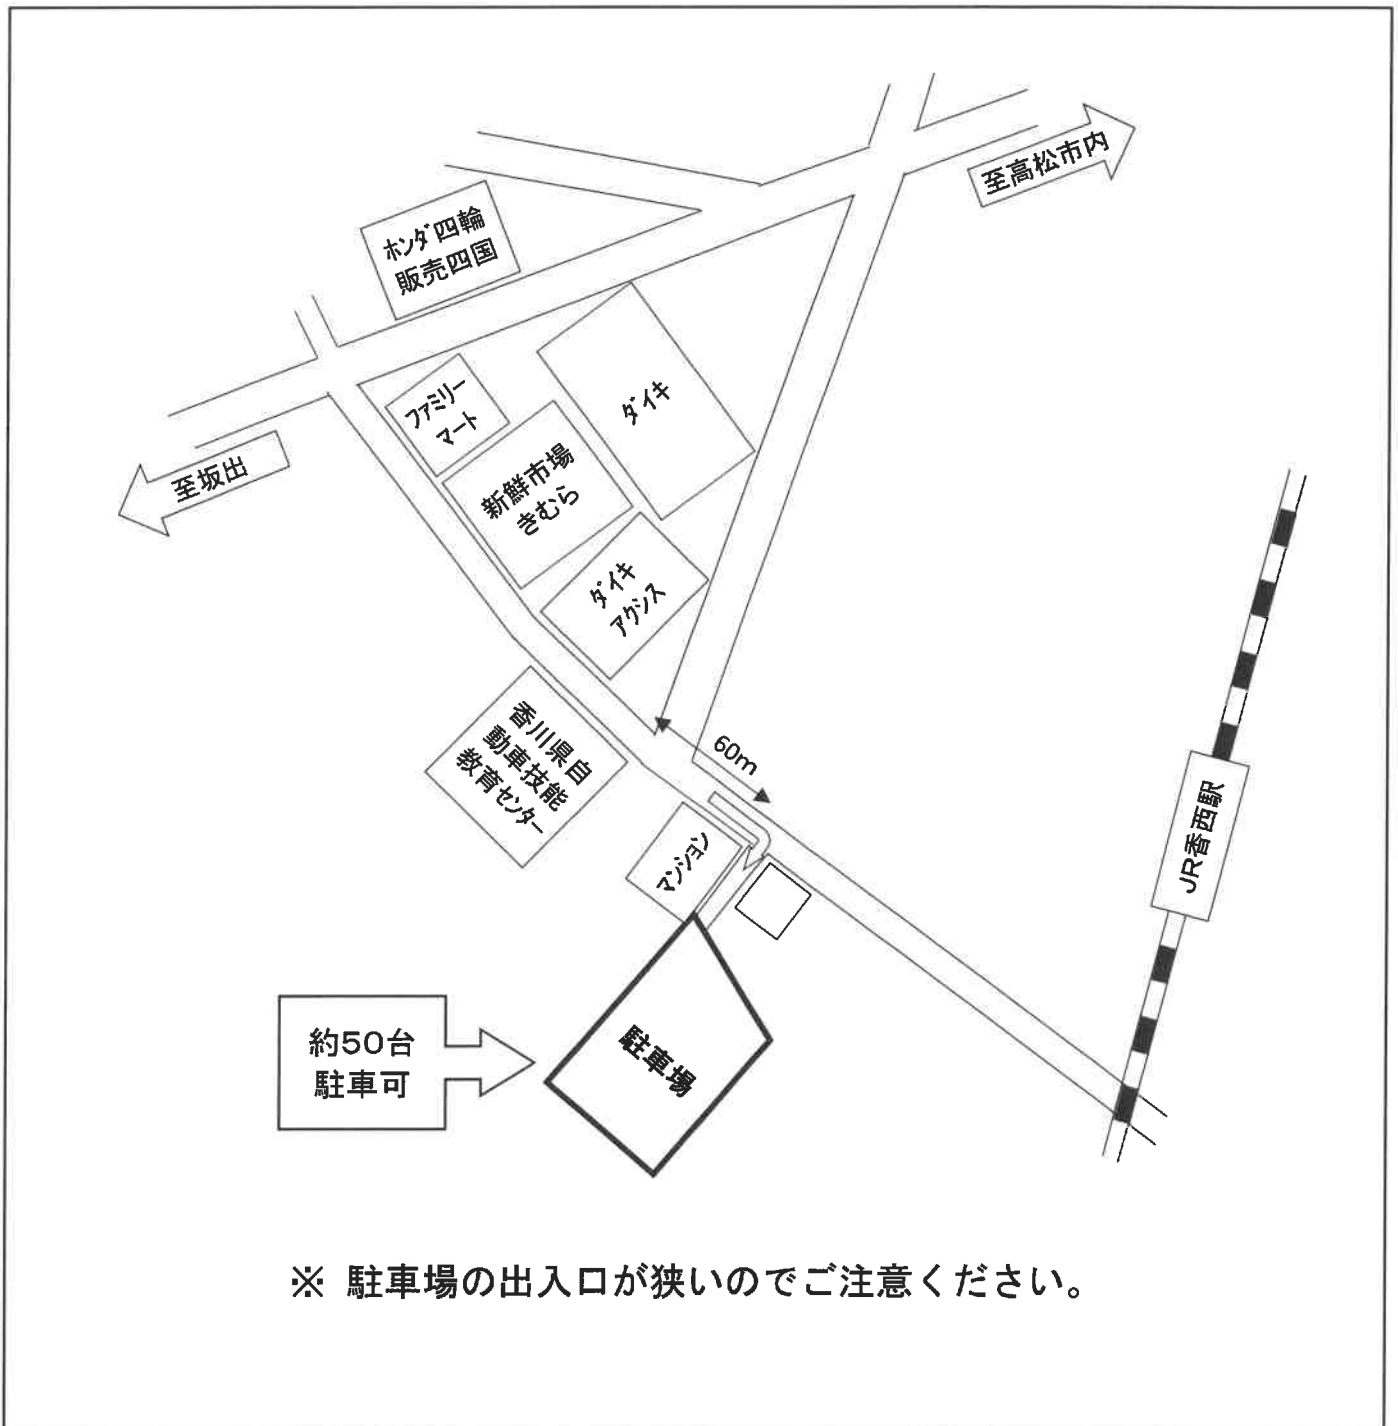 至高松市内
ホンダ四輪
販売四国
ファミリー
マート
ダイキ
至坂出
新鮮市場
きむら
ダイキ
アクシス
香川県自
動車技能
教育センター
60m
マンション
JR香西駅
約50台
駐車可
駐車場
※ 駐車場の出入口が狭いのでご注意ください。